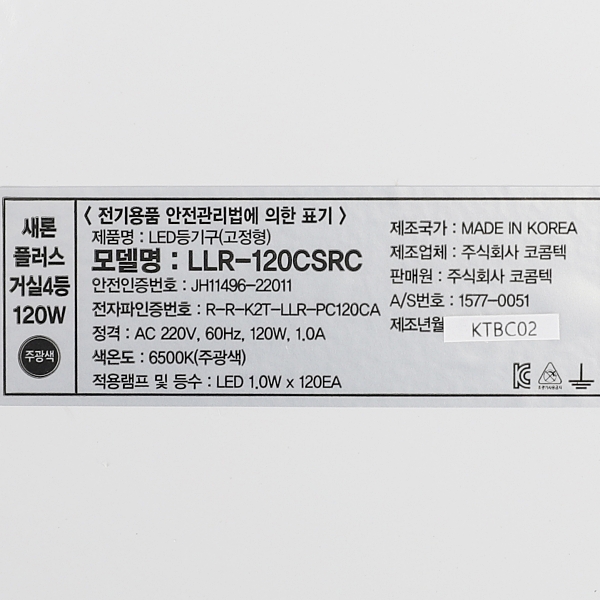 새론
플러스
거실4등
120W
주광색
< 전기용품 안전관리법에 의한 표기 >
제품명 : LED등기구(고정형)
모델명 : LLR-120CSRC
안전인증번호 : JH11496-22011
전자파인증번호 : R-R-K2T-LLR-PC120CA
정격 : AC 220V, 60Hz, 120W, 1.0A
색온도 : 6500K(주광색)
적용램프 및 등수 : LED 1.0W x 120EA
제조국가 : MADE IN KOREA
제조업체 : 주식회사 코콤텍
판매원 : 주식회사 코콤텍
A/S번호 : 1577-0051
제조년월 KTBC02